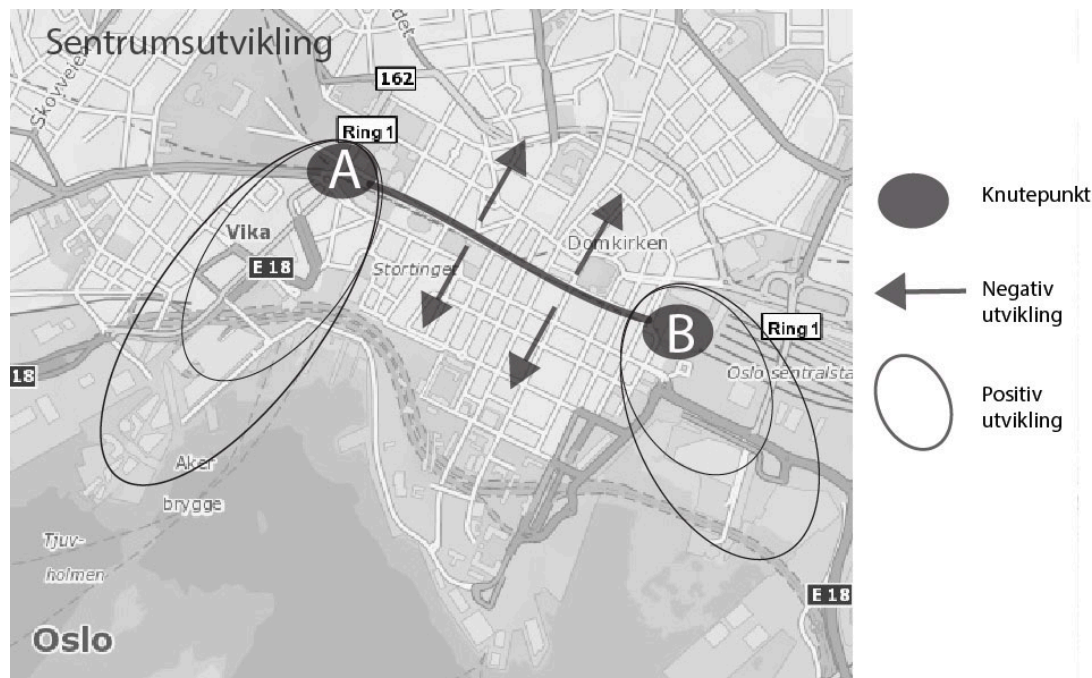 Sentrumsutvikling
Skovveien
162
Ring 1
A
Vika
E 18
Stortinget
Domkirken
B
Ring 1
Oslo sentralsta
18
Aker
brygge
Tjuv-
holmen
E 18
Oslo
Knutepunkt
Negativ
utvikling
Positiv
utvikling